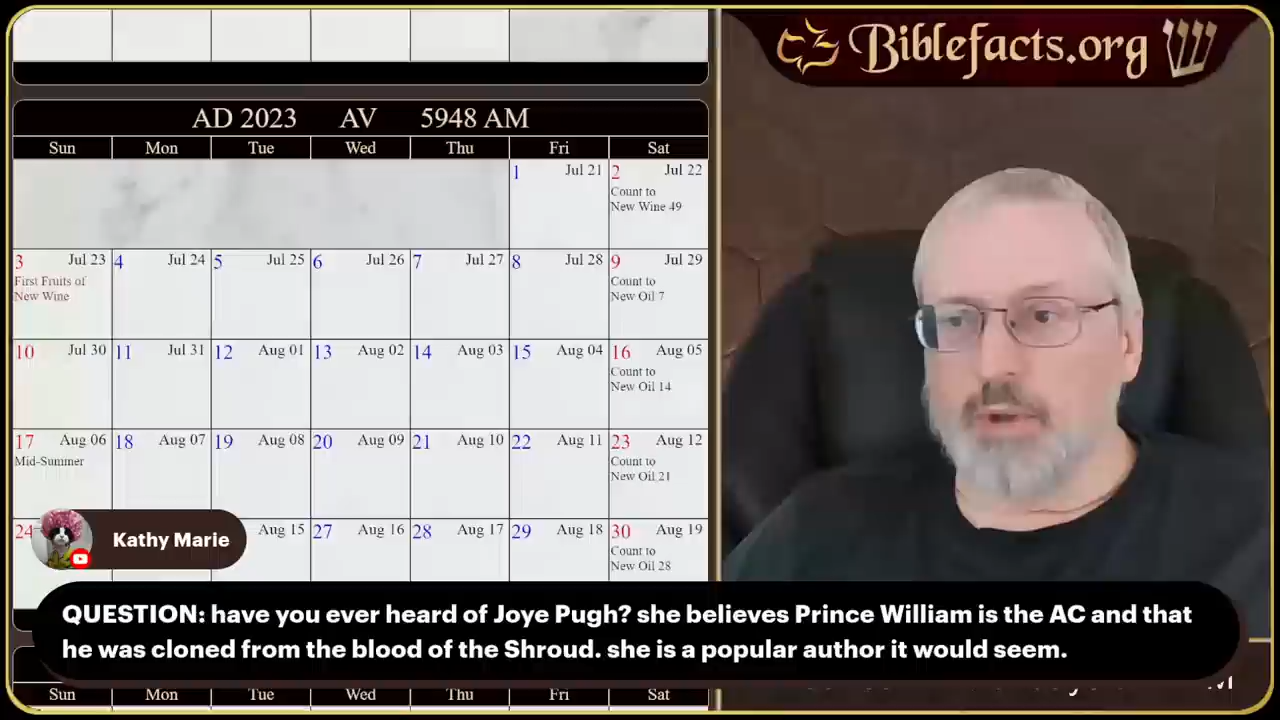 Biblefacts.org
AD 2023 AV 5948 AM
Sun Mon Tue Wed Thu Fri Sat
1 Jul 21 2 Jul 22
Count to
New Wine 49
3 Jul 23 4 Jul 24 5 Jul 25 6 Jul 26 7 Jul 27 8 Jul 28 9 Jul 29
First Fruits of Count to
New Wine New Oil 7
10 Jul 30 11 Jul 31 12 Aug 01 13 Aug 02 14 Aug 03 15 Aug 04 16 Aug 05
Count to
New Oil 14
17 Aug 06 18 Aug 07 19 Aug 08 20 Aug 09 21 Aug 10 22 Aug 11 23 Aug 12
Mid-Summer Count to
New Oil 21
24 Aug 15 27 Aug 16 28 Aug 17 29 Aug 18 30 Aug 19
Count to
New Oil 28
Kathy Marie
QUESTION: have you ever heard of Joye Pugh? she believes Prince William is the AC and that
he was cloned from the blood of the Shroud. she is a popular author it would seem.
Sun Mon Tue Wed Thu Fri Sat